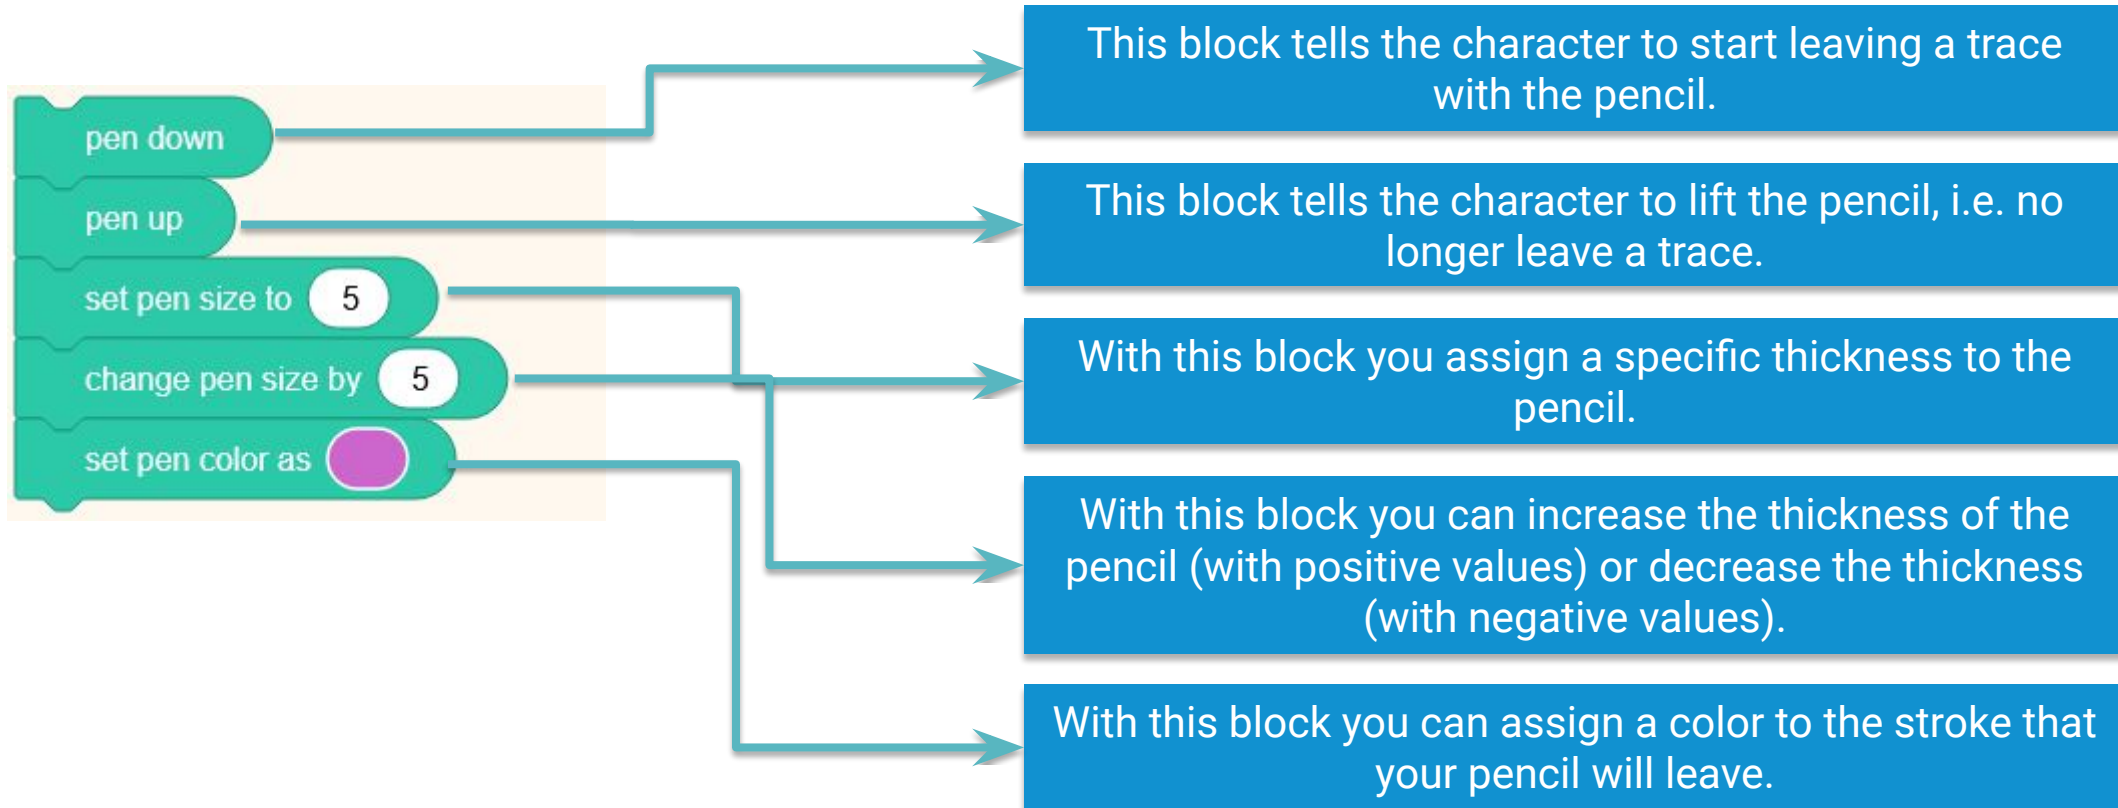 pen down
pen up
set pen size to 5
change pen size by 5
set pen color as
This block tells the character to start leaving a trace
with the pencil.
This block tells the character to lift the pencil, i.e. no
longer leave a trace.
With this block you assign a specific thickness to the
pencil.
With this block you can increase the thickness of the
pencil (with positive values) or decrease the thickness
(with negative values).
With this block you can assign a color to the stroke that
your pencil will leave.